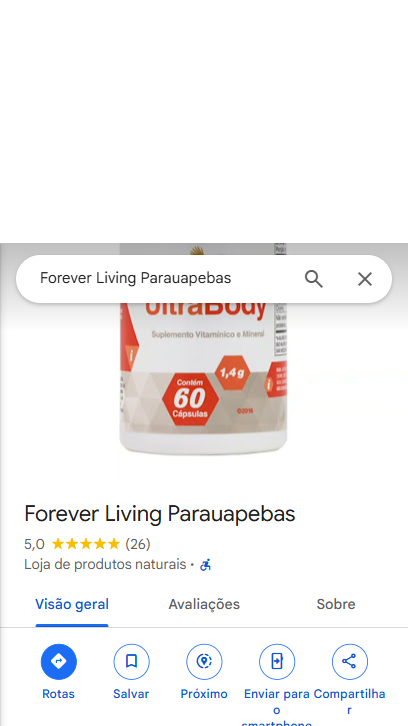 Forever Living Parauapebas
UltraBody
Suplemento Vitamínico e Mineral
1,4g
Contém
60
Cápsulas
©2016
Forever Living Parauapebas
5,0 ★★★★★ (26)
Loja de produtos naturais ·
Visão geral Avaliações Sobre
Rotas Salvar Próximo Enviar para o smartphone Compartilhar